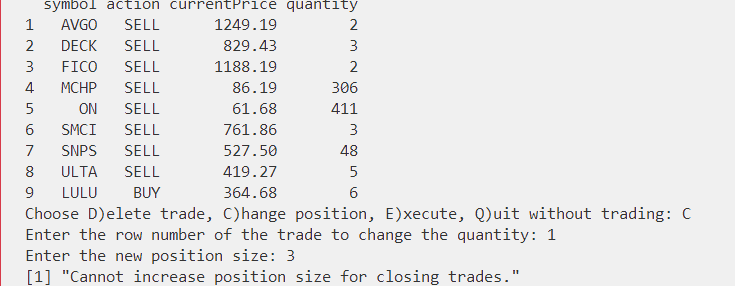 symbol action currentPrice quantity
1 AVGO SELL 1249.19 2
2 DECK SELL 829.43 3
3 FICO SELL 1188.19 2
4 MCHP SELL 86.19 306
5 ON SELL 61.68 411
6 SMCI SELL 761.86 3
7 SNPS SELL 527.50 48
8 ULTA SELL 419.27 5
9 LULU BUY 364.68 6
Choose D)elete trade, C)hange position, E)xecute, Q)uit without trading: C
Enter the row number of the trade to change the quantity: 1
Enter the new position size: 3
[1] "Cannot increase position size for closing trades."